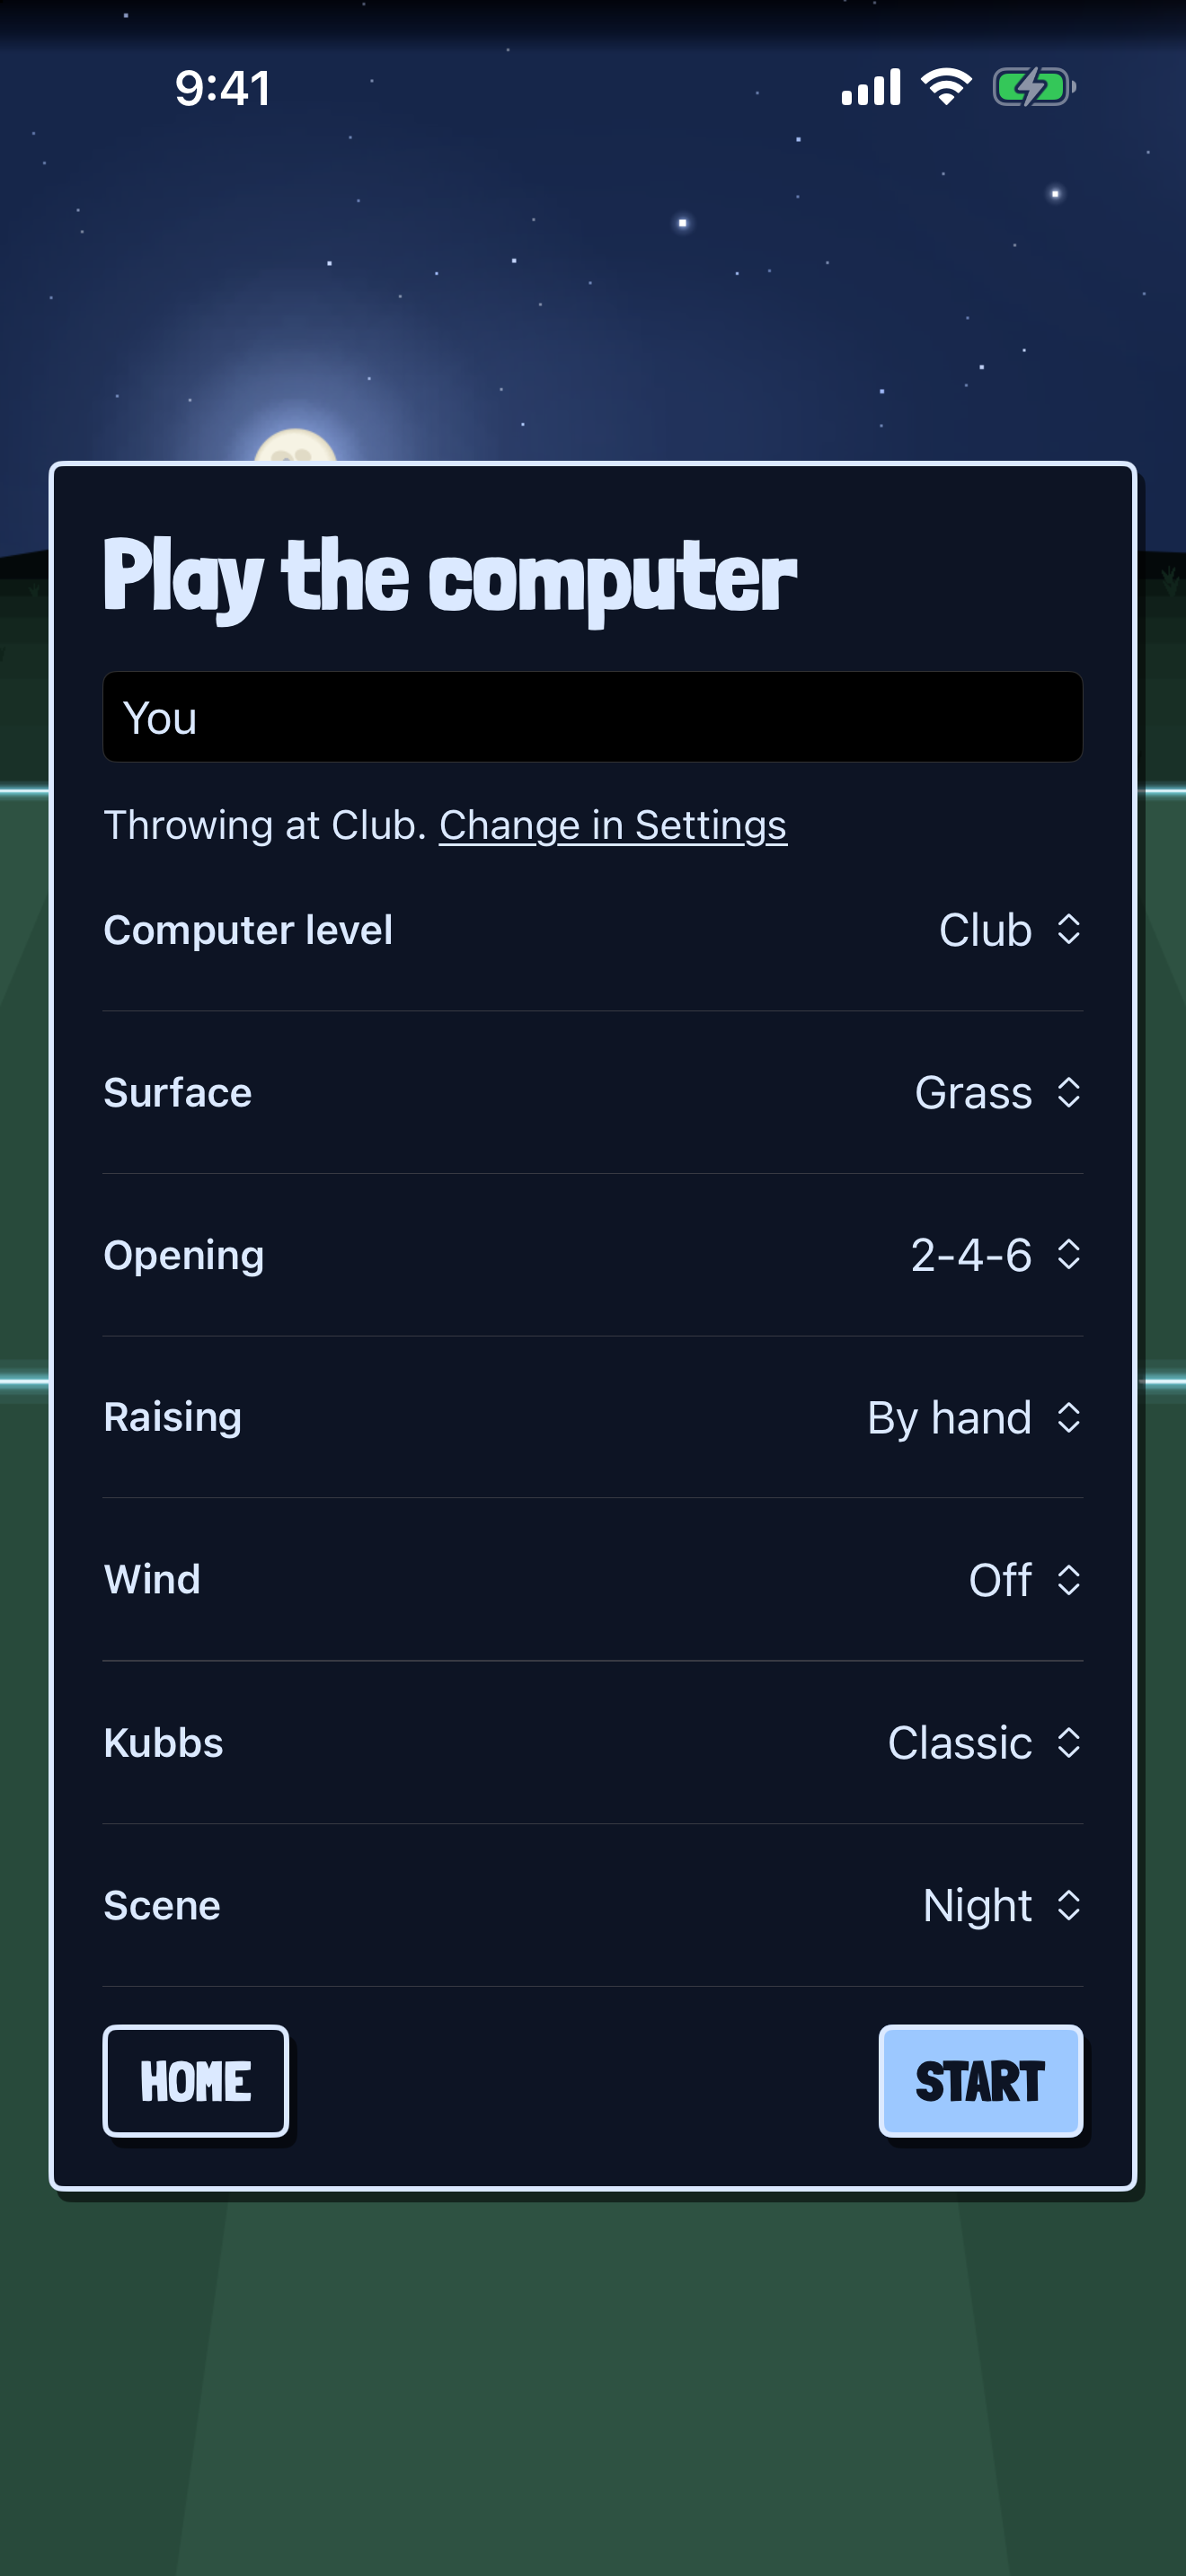 9:41
Play the computer
You
Throwing at Club. Change in Settings
Computer level Club
Surface Grass
Opening 2-4-6
Raising By hand
Wind Off
Kubbs Classic
Scene Night
HOME START